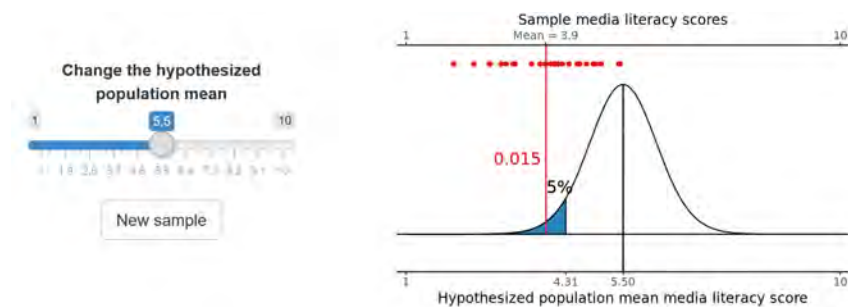 Change the hypothesized
population mean
1
5,5
10
New sample
Sample media literacy scores
1
Mean = 3.9
10
0.015
5%
1
4.31
5.50
10
Hypothesized population mean media literacy score